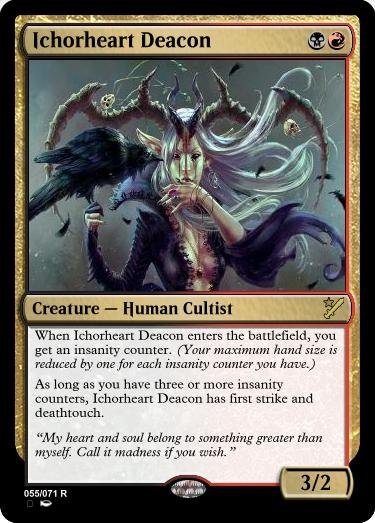 Ichorheart Deacon
Creature — Human Cultist
When Ichorheart Deacon enters the battlefield, you
get an insanity counter. (Your maximum hand size is
reduced by one for each insanity counter you have.)
As long as you have three or more insanity
counters, Ichorheart Deacon has first strike and
deathtouch.
“My heart and soul belong to something greater than
myself. Call it madness if you wish.”
3/2
055/071 R